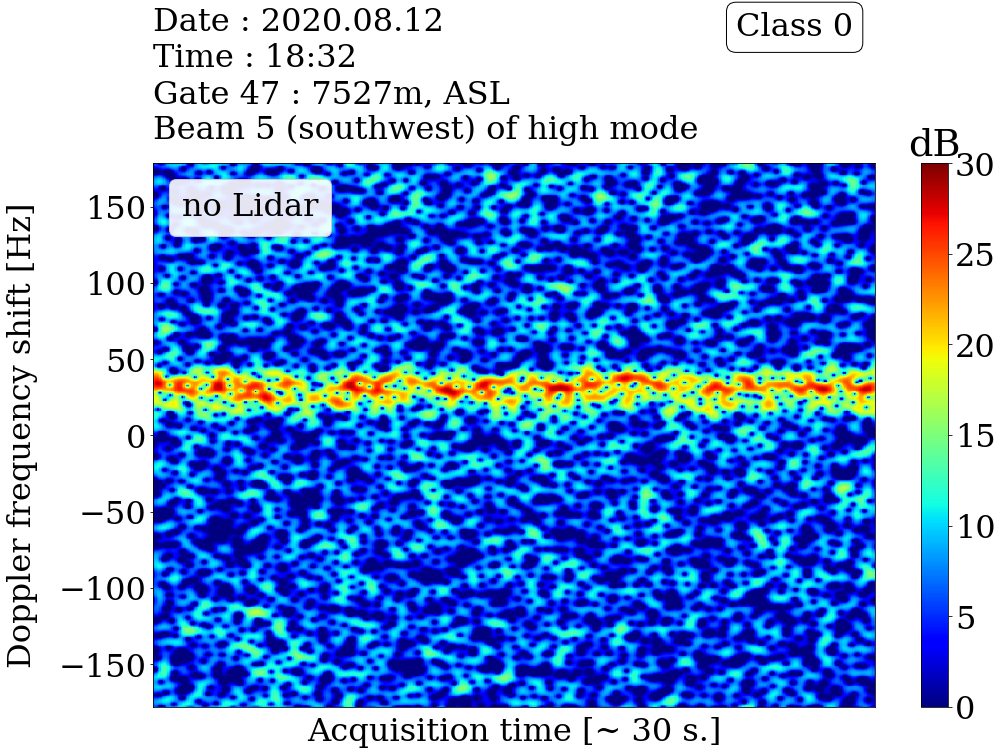 Date : 2020.08.12
Time : 18:32
Gate 47 : 7527m, ASL
Beam 5 (southwest) of high mode
Class 0
no Lidar
Doppler frequency shift [Hz]
150
100
50
0
−50
−100
−150
Acquisition time [~ 30 s.]
dB
30
25
20
15
10
5
0